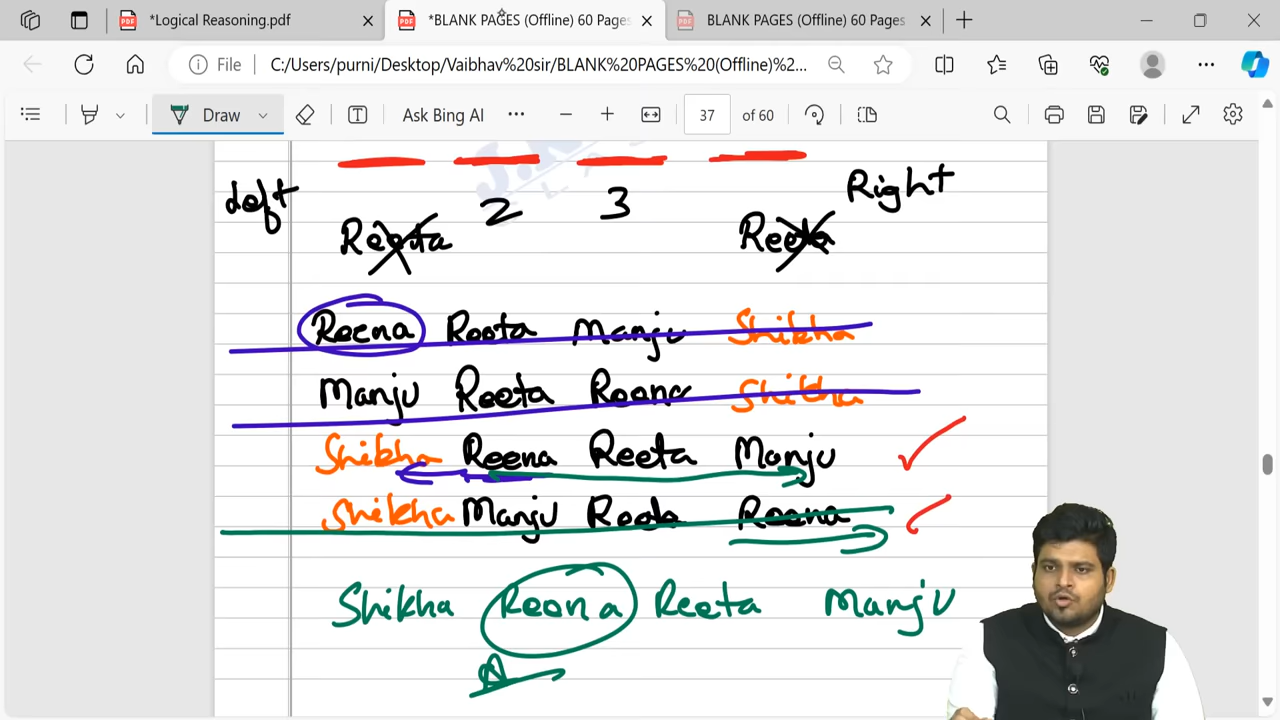 *Logical Reasoning.pdf
*BLANK PAGES (Offline) 60 Pages
BLANK PAGES (Offline) 60 Pages
File
C:/Users/purni/Desktop/Vaibhav%20sir/BLANK%20PAGES%20(Offline)%2...
Draw
Ask Bing AI
37 of 60
Left 2 3 Right
Reeta Reeta
Reena Reeta Manju Shikha
Manju Reeta Reena Shikha
Shikha Reena Reeta Manju
Shikha Manju Reeta Reena
Shikha Reena Reeta Manju
A